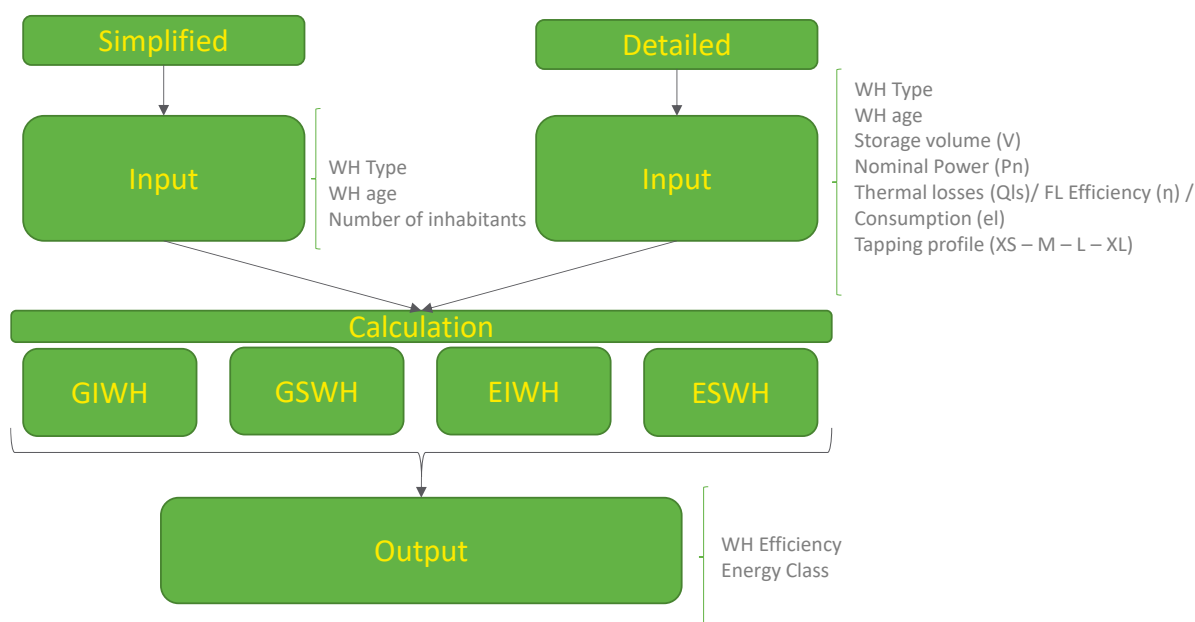 Simplified
Detailed
Input
WH Type
WH age
Number of inhabitants
Input
WH Type
WH age
Storage volume (V)
Nominal Power (Pn)
Thermal losses (Qls)/ FL Efficiency (η) /
Consumption (el)
Tapping profile (XS – M – L – XL)
Calculation
GIWH
GSWH
EIWH
ESWH
Output
WH Efficiency
Energy Class